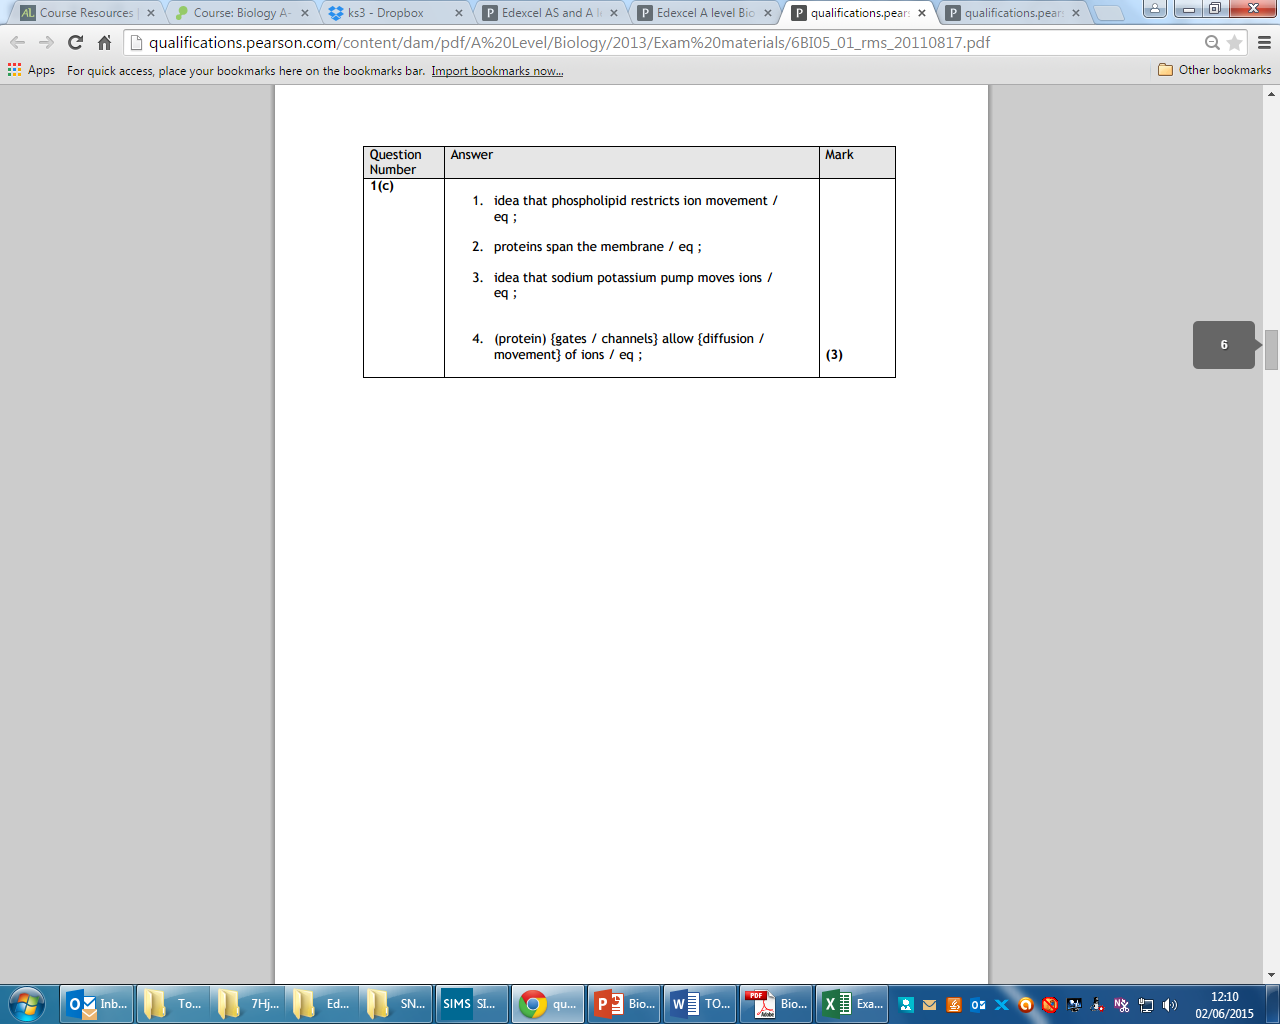 Course Resources
Course: Biology A-
ks3 - Dropbox
Edexcel AS and A le
Edexcel A level Bio
qualifications.pears
qualifications.pears
qualifications.pearson.com/content/dam/pdf/A%20Level/Biology/2013/Exam%20materials/6BI05_01_rms_20110817.pdf
Apps For quick access, place your bookmarks here on the bookmarks bar. Import bookmarks now... Other bookmarks
Question Number
Answer
Mark
1(c)
1. idea that phospholipid restricts ion movement /
eq ;
2. proteins span the membrane / eq ;
3. idea that sodium potassium pump moves ions /
eq ;
4. (protein) {gates / channels} allow {diffusion /
movement} of ions / eq ;
(3)
6
Inb...
To...
7Hj...
Ed...
SN...
SIMS SI...
qu...
Bio...
TO...
Bio...
Exa...
12:10
02/06/2015